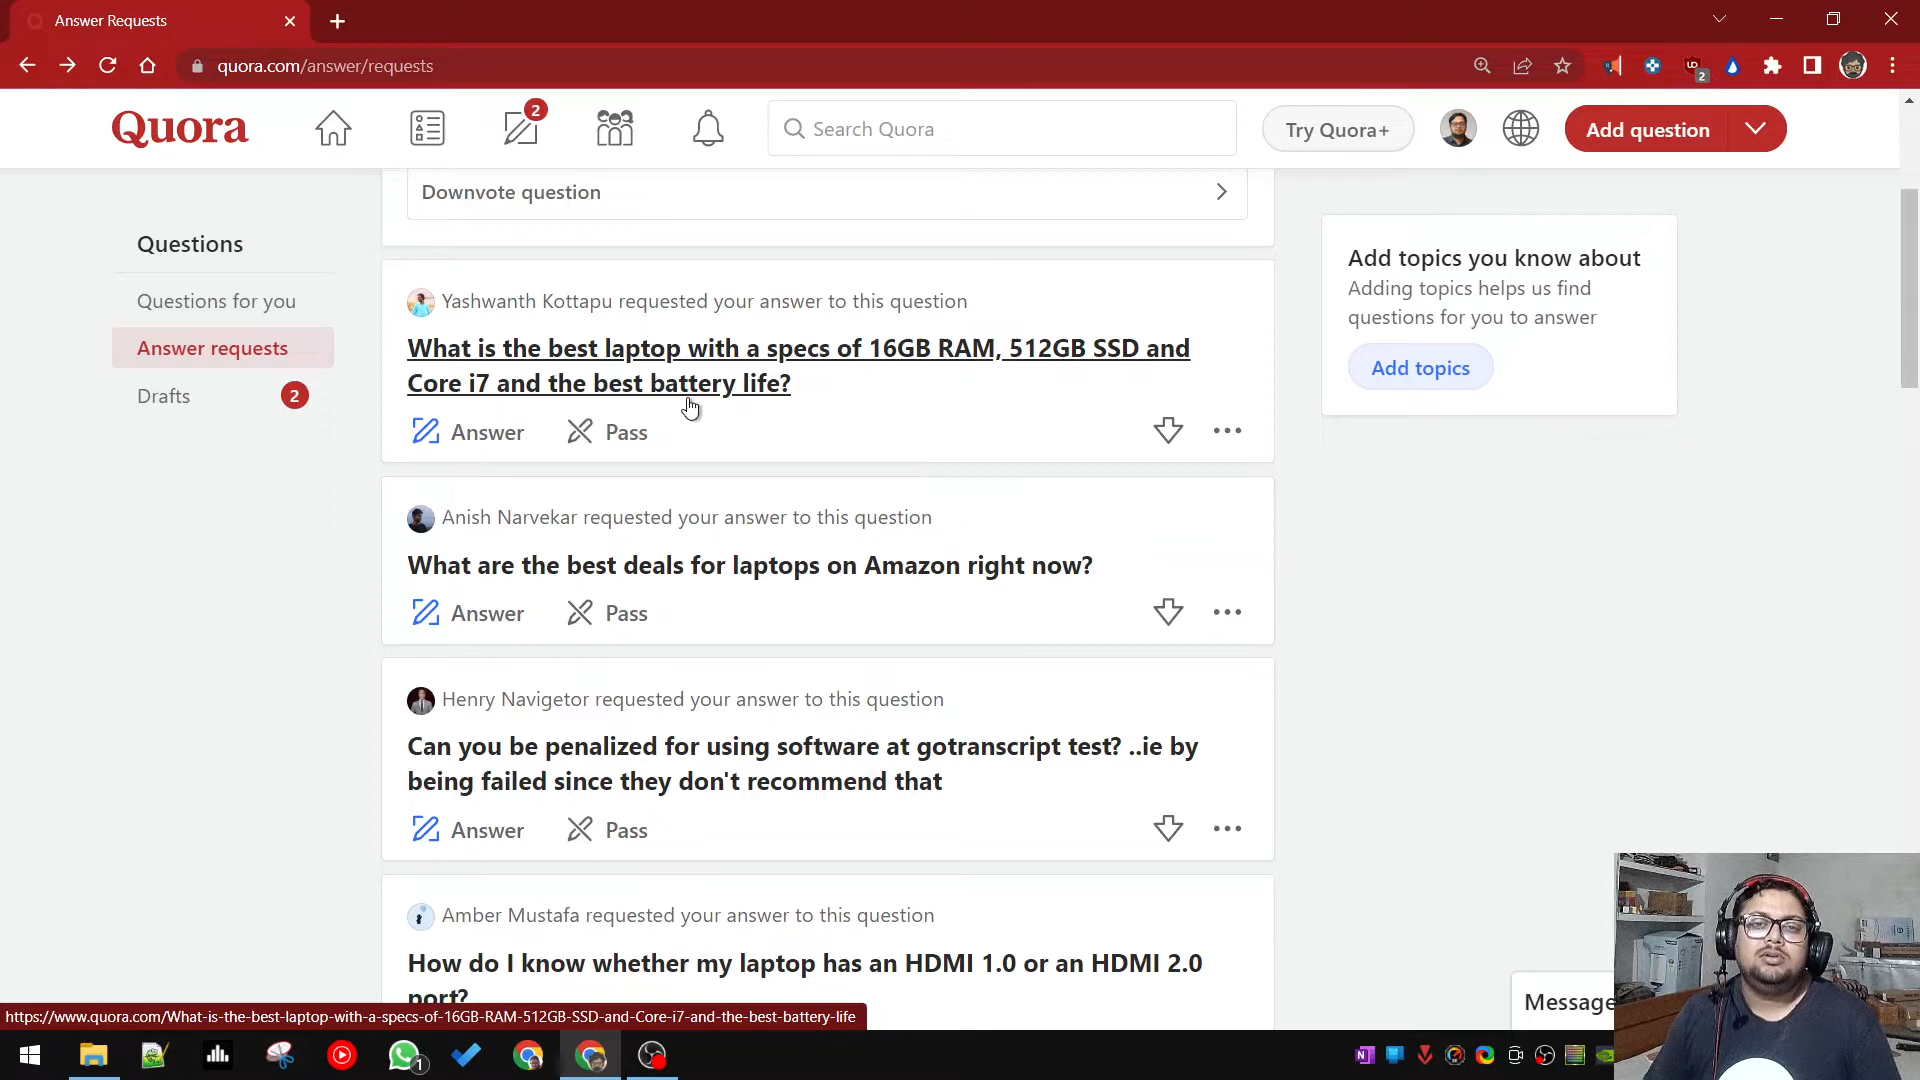 Answer Requests
quora.com/answer/requests
2
Quora
2
Search Quora
Try Quora+
Add question
Downvote question
Questions
Questions for you
Answer requests
Drafts
2
Yashwanth Kottapu requested your answer to this question
What is the best laptop with a specs of 16GB RAM, 512GB SSD and
Core i7 and the best battery life?
Answer
Pass
Anish Narvekar requested your answer to this question
What are the best deals for laptops on Amazon right now?
Answer
Pass
Henry Navigetor requested your answer to this question
Can you be penalized for using software at gotranscript test? ..ie by
being failed since they don't recommend that
Answer
Pass
Amber Mustafa requested your answer to this question
How do I know whether my laptop has an HDMI 1.0 or an HDMI 2.0
port?
Add topics you know about
Adding topics helps us find
questions for you to answer
Add topics
Message
https://www.quora.com/What-is-the-best-laptop-with-a-specs-of-16GB-RAM-512GB-SSD-and-Core-i7-and-the-best-battery-life
1